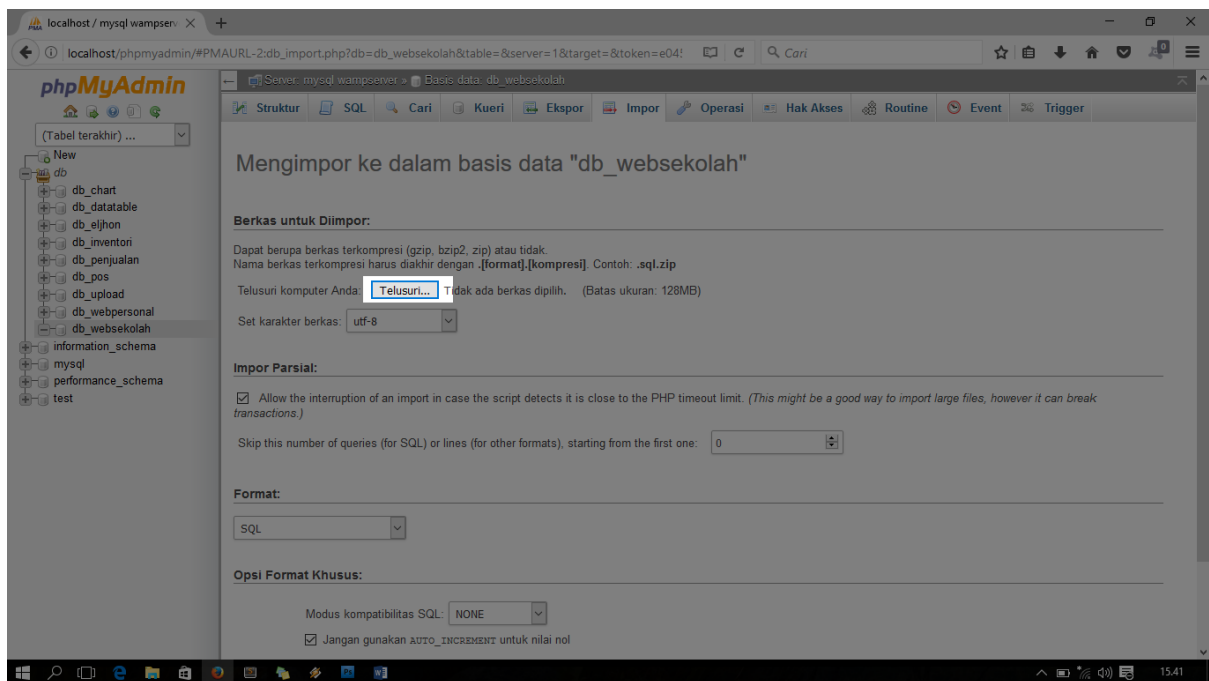 localhost / mysql wampserv
localhost/phpmyadmin/#PMAURL-2:db_import.php?db=db_websekolah&table=&server=1&target=&token=e04!
Cari
phpMyAdmin
(Tabel terakhir) ...
New
db
db_chart
db_datatable
db_eljhon
db_inventori
db_penjualan
db_pos
db_upload
db_webpersonal
db_websekolah
information_schema
mysql
performance_schema
test
Server: mysql wampserver » Basis data: db_websekolah
Struktur SQL Cari Kueri Ekspor Impor Operasi Hak Akses Routine Event Trigger
Mengimpor ke dalam basis data "db_websekolah"
Berkas untuk Diimpor:
Dapat berupa berkas terkompresi (gzip, bzip2, zip) atau tidak.
Nama berkas terkompresi harus diakhir dengan .[format].[kompresi]. Contoh: .sql.zip
Telusuri komputer Anda: Telusuri... Tidak ada berkas dipilih. (Batas ukuran: 128MB)
Set karakter berkas: utf-8
Impor Parsial:
Allow the interruption of an import in case the script detects it is close to the PHP timeout limit. (This might be a good way to import large files, however it can break
transactions.)
Skip this number of queries (for SQL) or lines (for other formats), starting from the first one: 0
Format:
SQL
Opsi Format Khusus:
Modus kompatibilitas SQL: NONE
Jangan gunakan AUTO_INCREMENT untuk nilai nol
15.41